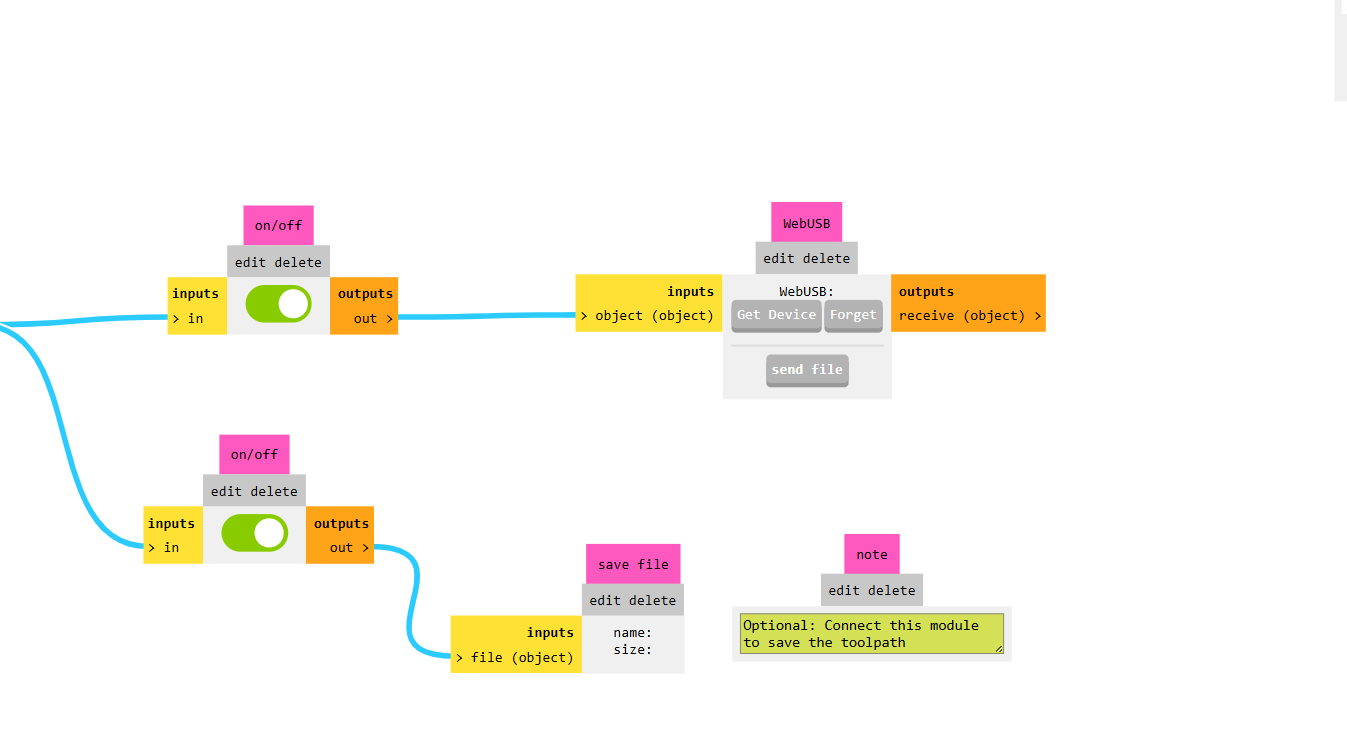 on/off
edit delete
inputs
outputs
> in
out >
WebUSB
edit delete
inputs
WebUSB:
outputs
> object (object)
Get Device
Forget
receive (object) >
send file
on/off
edit delete
inputs
outputs
> in
out >
save file
edit delete
inputs
name:
size:
> file (object)
note
edit delete
Optional: Connect this module
to save the toolpath